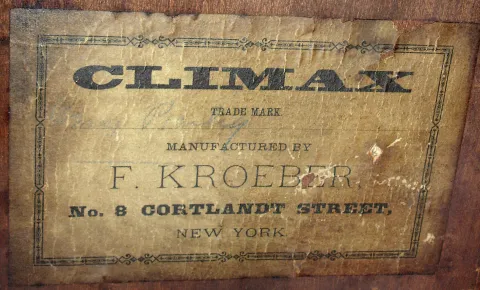 CLIMAX
TRADE MARK.
MANUFACTURED BY
F. KROEBER,
No. 8 CORTLANDT STREET,
NEW YORK.